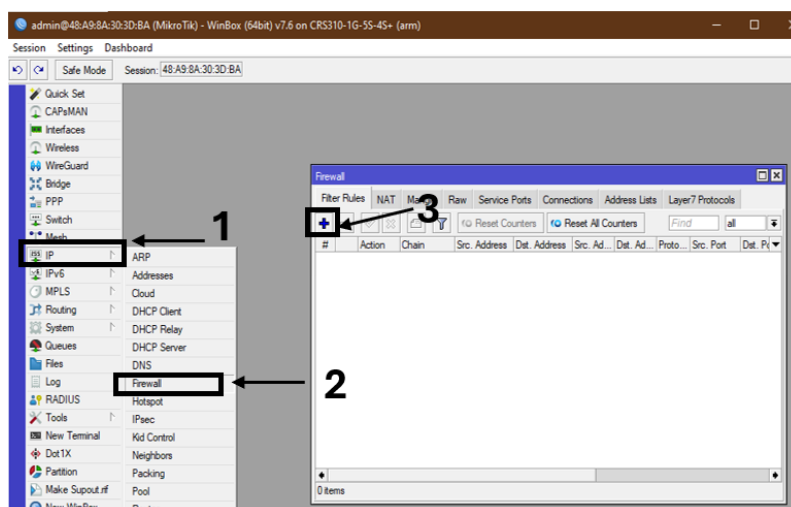 admin@48:A9:8A:30:3D:BA (MikroTik) - WinBox (64bit) v7.6 on CRS310-1G-5S-4S+ (arm)
Session Settings Dashboard
Safe Mode Session: 48:A9:8A:30:3D:BA
Quick Set
CAPsMAN
Interfaces
Wireless
WireGuard
Bridge
PPP
Switch
Mesh
IP
IPv6
MPLS
Routing
System
Queues
Files
Log
RADIUS
Tools
New Terminal
Dot1X
Partition
Make Supout.rif
New WinBox
1
ARP
Addresses
Cloud
DHCP Client
DHCP Relay
DHCP Server
DNS
Firewall
Hotspot
IPsec
Kid Control
Neighbors
Packing
Pool
2
Firewall
Filter Rules NAT Raw Service Ports Connections Address Lists Layer7 Protocols
3
Reset Counters Reset All Counters Find all
# Action Chain Src. Address Dst. Address Src. Ad... Dst. Ad... Proto... Src. Port Dst. Po
0 items